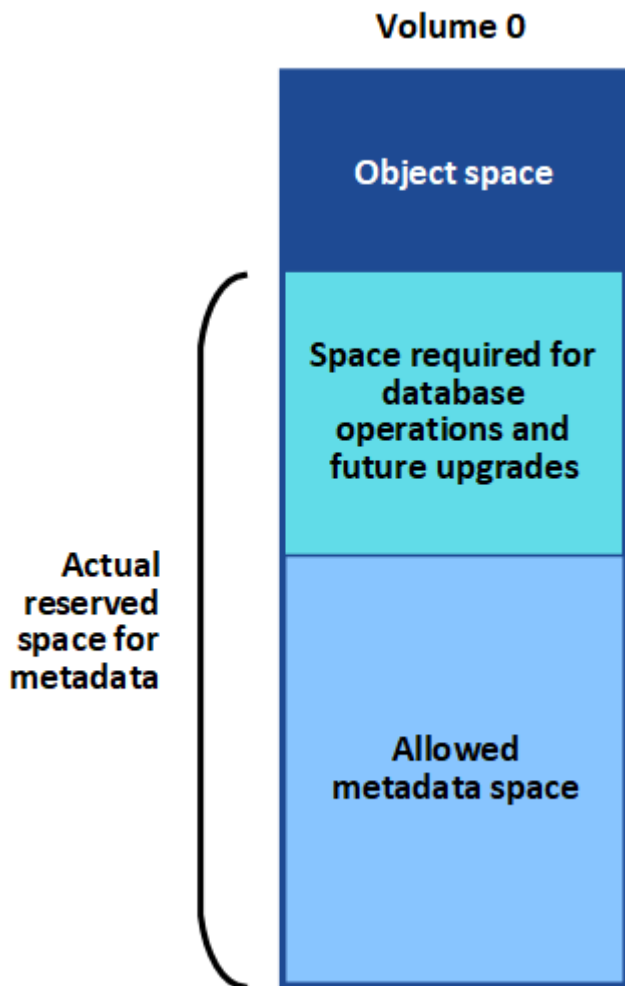 Volume 0
Object space
Space required for
database
operations and
future upgrades
Actual
reserved
space for
metadata
Allowed
metadata space